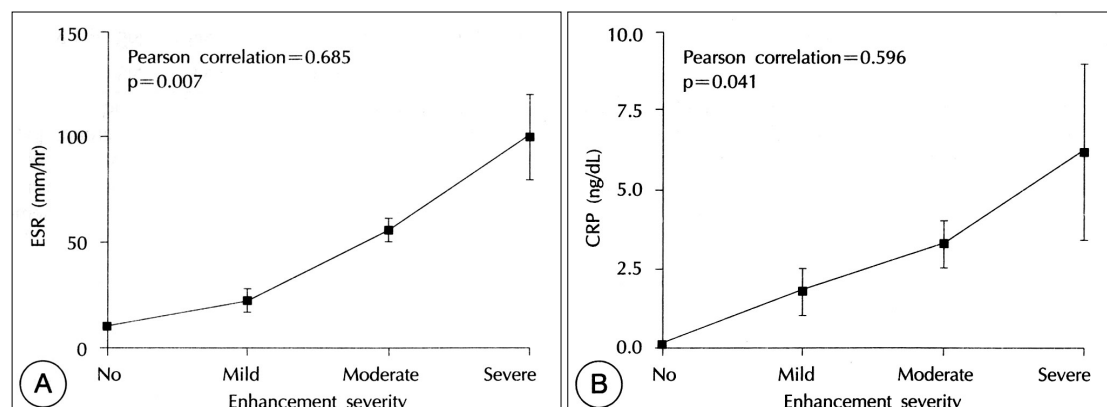 Pearson correlation=0.685
p=0.007
150
100
50
0
ESR (mm/hr)
No Mild Moderate Severe
Enhancement severity
A
Pearson correlation=0.596
p=0.041
10.0
7.5
5.0
2.5
0.0
CRP (ng/dL)
No Mild Moderate Severe
Enhancement severity
B